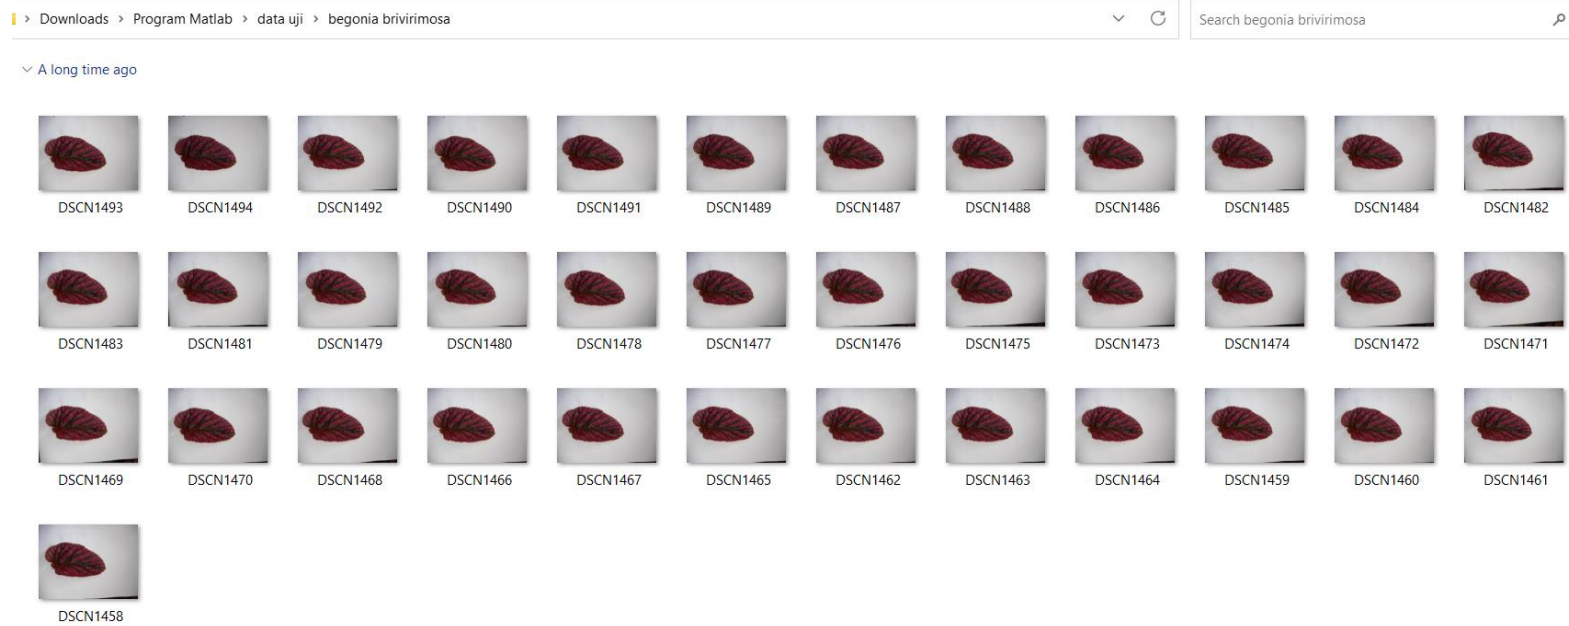 Downloads > Program Matlab > data uji > begonia brivirimosa
Search begonia brivirimosa
A long time ago
DSCN1493 DSCN1494 DSCN1492 DSCN1490 DSCN1491 DSCN1489 DSCN1487 DSCN1488 DSCN1486 DSCN1485 DSCN1484 DSCN1482
DSCN1483 DSCN1481 DSCN1479 DSCN1480 DSCN1478 DSCN1477 DSCN1476 DSCN1475 DSCN1473 DSCN1474 DSCN1472 DSCN1471
DSCN1469 DSCN1470 DSCN1468 DSCN1466 DSCN1467 DSCN1465 DSCN1462 DSCN1463 DSCN1464 DSCN1459 DSCN1460 DSCN1461
DSCN1458